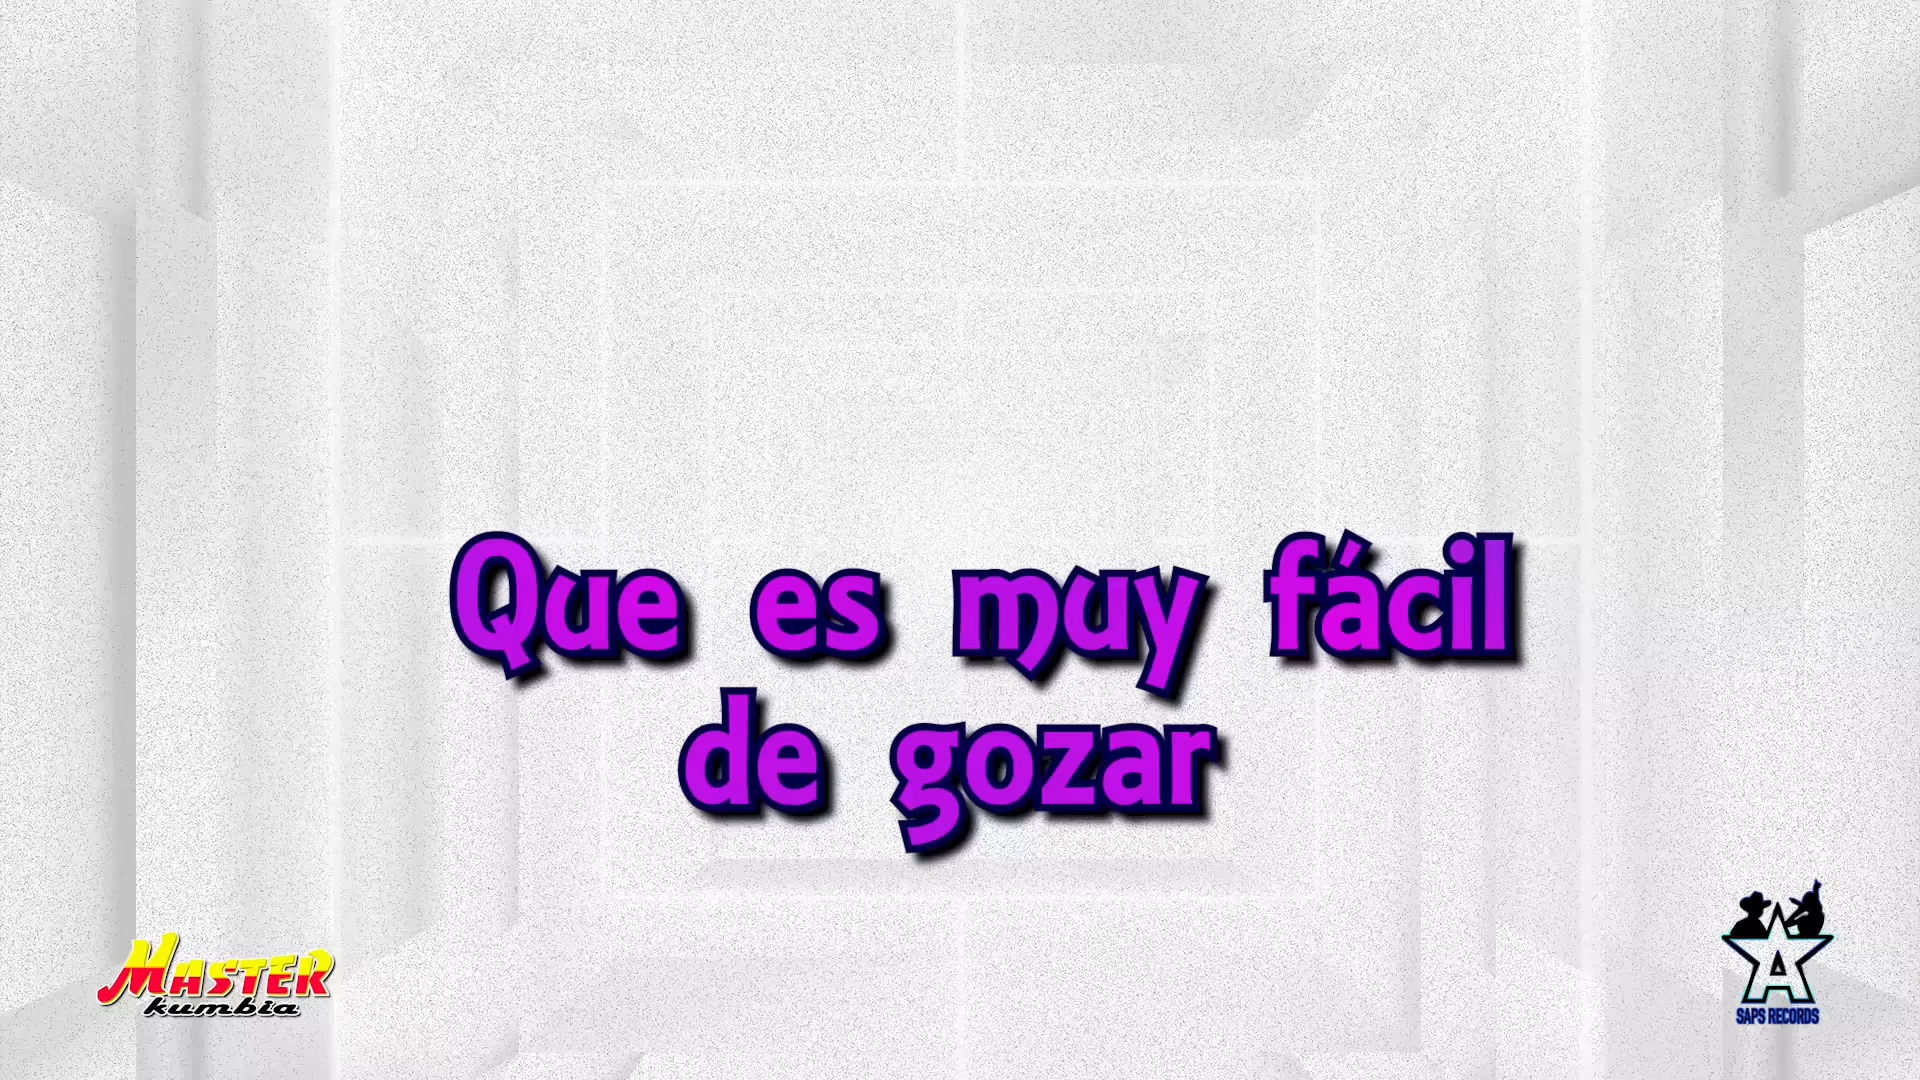 Que es muy fácil
de gozar
MASTER
kumbia
A
SAPS RECORDS